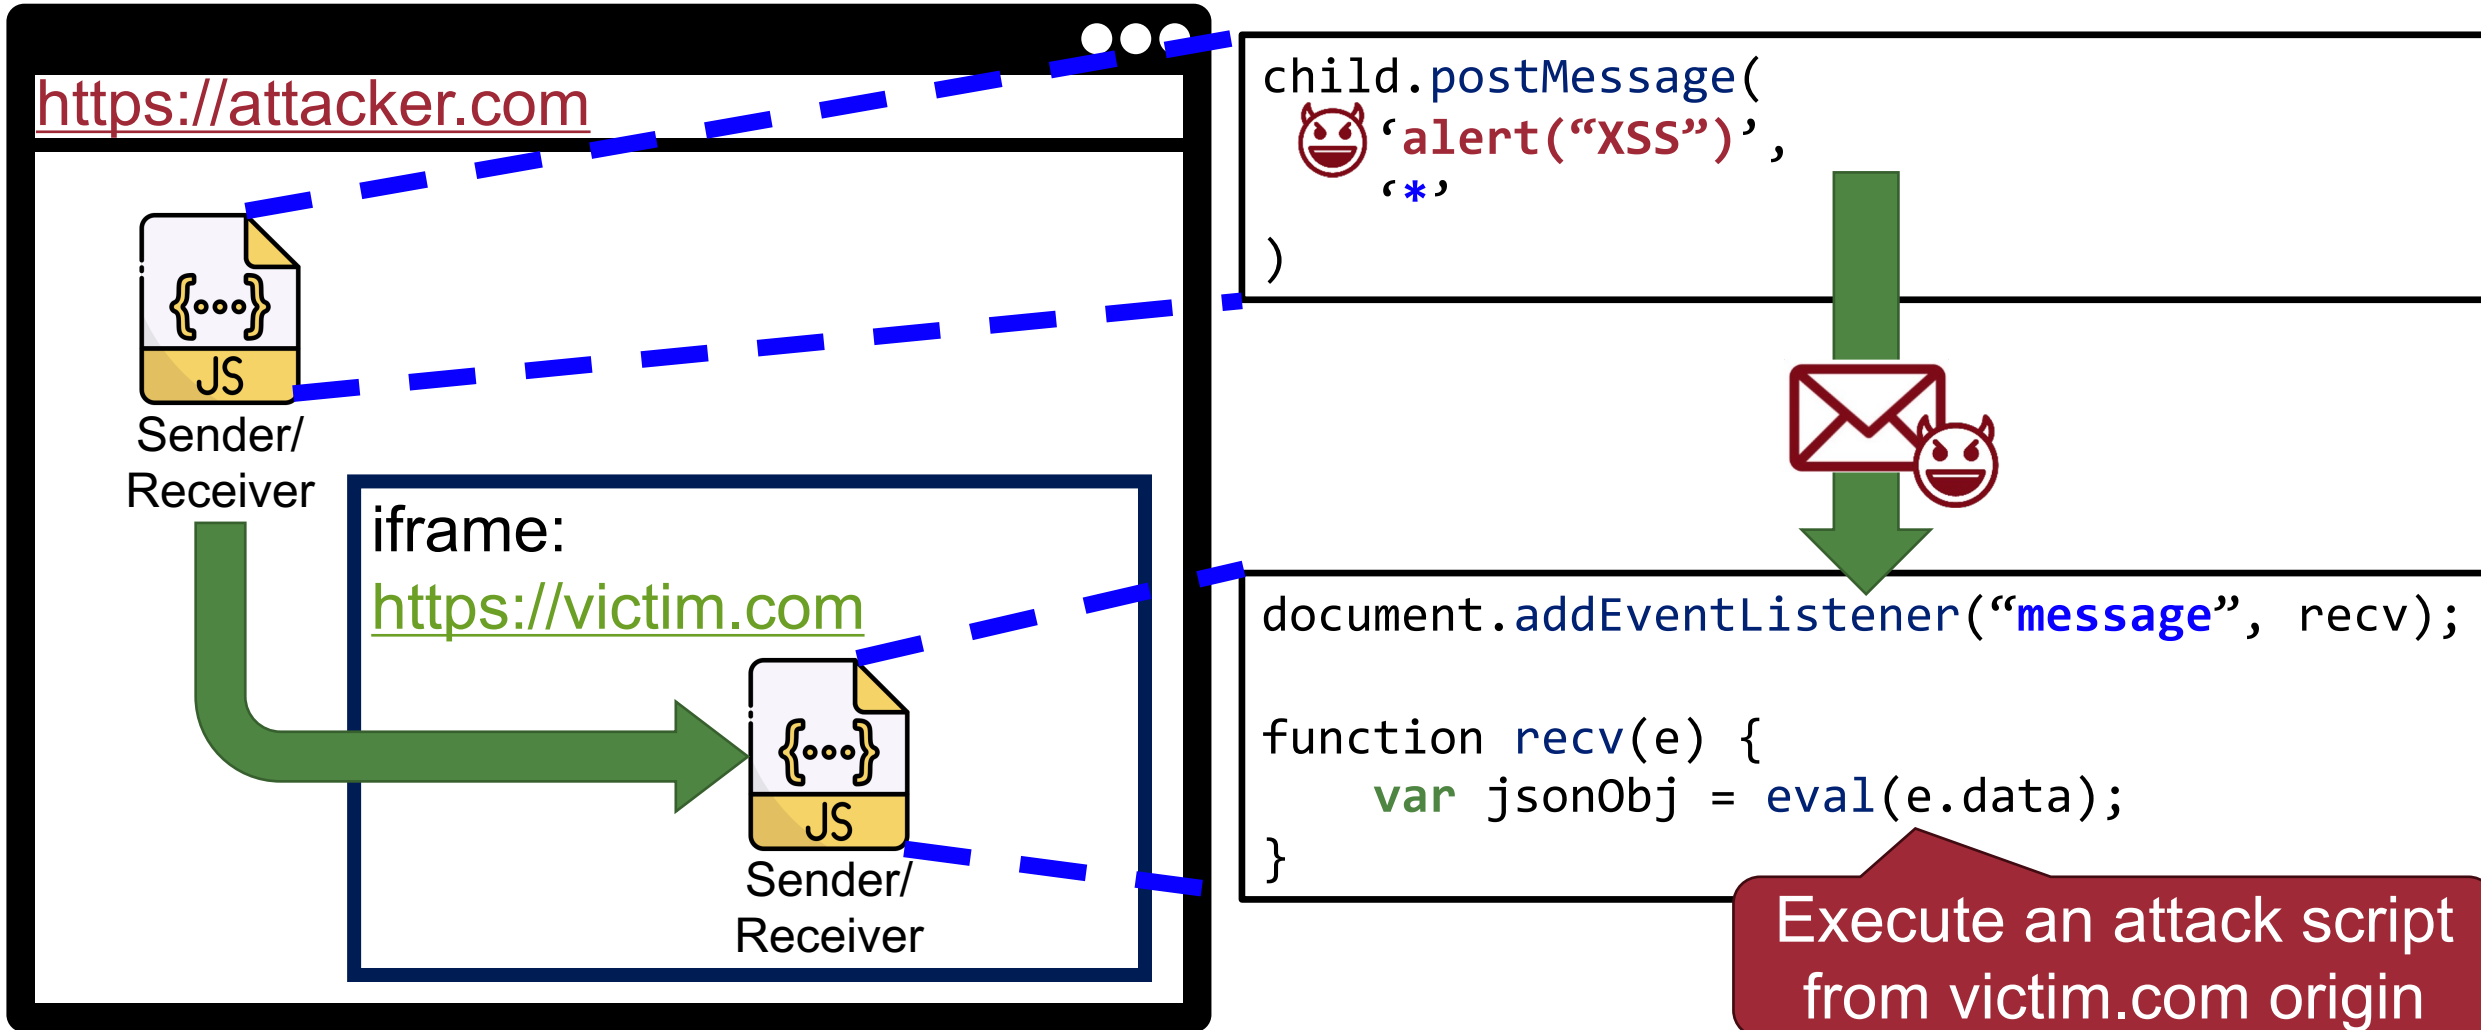 https://attacker.com
{...}
JS
Sender/
Receiver
iframe:
https://victim.com
{...}
JS
Sender/
Receiver
child.postMessage(
‘alert(“XSS”)’,
‘*’
)
document.addEventListener(“message”, recv);
function recv(e) {
var jsonObj = eval(e.data);
}
Execute an attack script
from victim.com origin